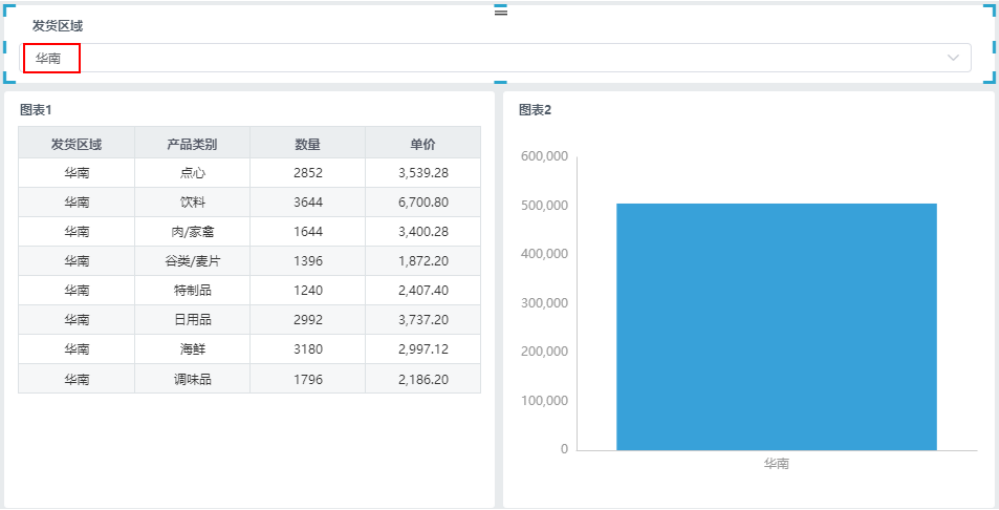 发货区域
华南
图表1
发货区域 产品类别 数量 单价
华南 点心 2852 3,539.28
华南 饮料 3644 6,700.80
华南 肉/家禽 1644 3,400.28
华南 谷类/麦片 1396 1,872.20
华南 特制品 1240 2,407.40
华南 日用品 2992 3,737.20
华南 海鲜 3180 2,997.12
华南 调味品 1796 2,186.20
图表2
600,000
500,000
400,000
300,000
200,000
100,000
0
华南